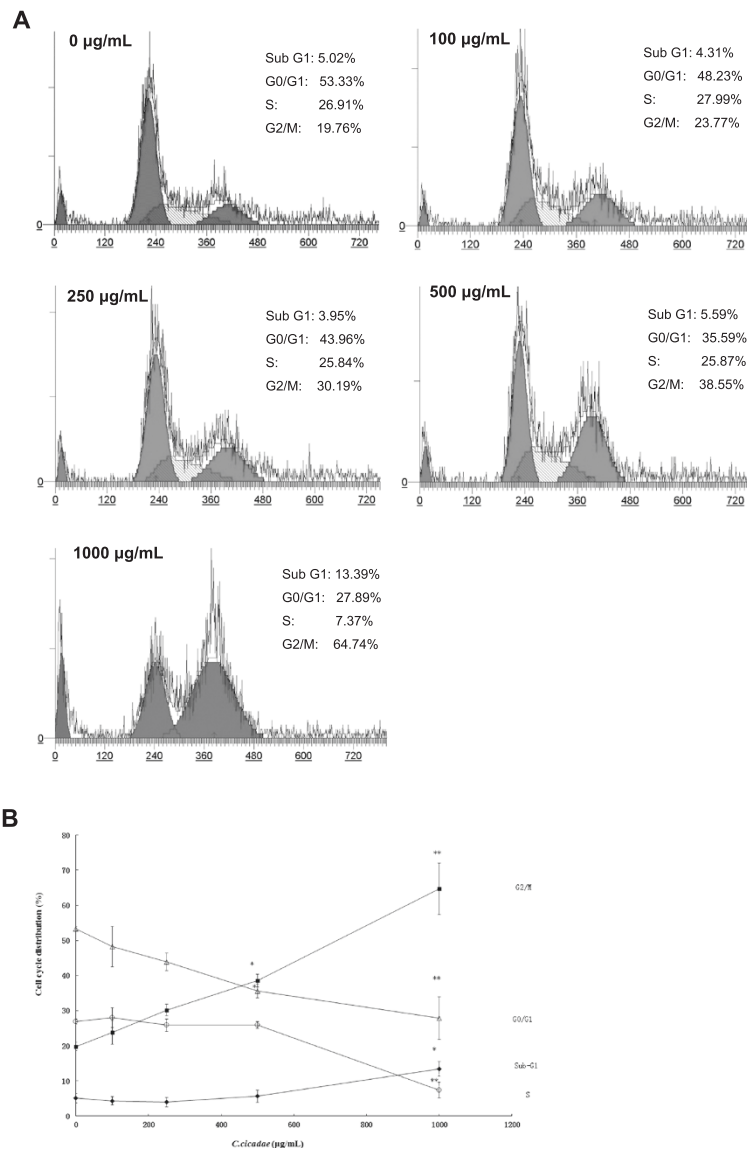 A
0 µg/mL
Sub G1: 5.02%
G0/G1: 53.33%
S: 26.91%
G2/M: 19.76%
0
0 120 240 360 480 600 720
100 µg/mL
Sub G1: 4.31%
G0/G1: 48.23%
S: 27.99%
G2/M: 23.77%
0
0 120 240 360 480 600 720
250 µg/mL
Sub G1: 3.95%
G0/G1: 43.96%
S: 25.84%
G2/M: 30.19%
0
0 120 240 360 480 600 720
500 µg/mL
Sub G1: 5.59%
G0/G1: 35.59%
S: 25.87%
G2/M: 38.55%
0
0 120 240 360 480 600 720
1000 µg/mL
Sub G1: 13.39%
G0/G1: 27.89%
S: 7.37%
G2/M: 64.74%
0
0 120 240 360 480 600 720
B
Cell cycle distribution (%)
80
70
60
50
40
30
20
10
0
**
*
*
**
*
**
G2/M
G0/G1
Sub-G1
S
0 200 400 600 800 1000 1200
C.cicadae (µg/mL)